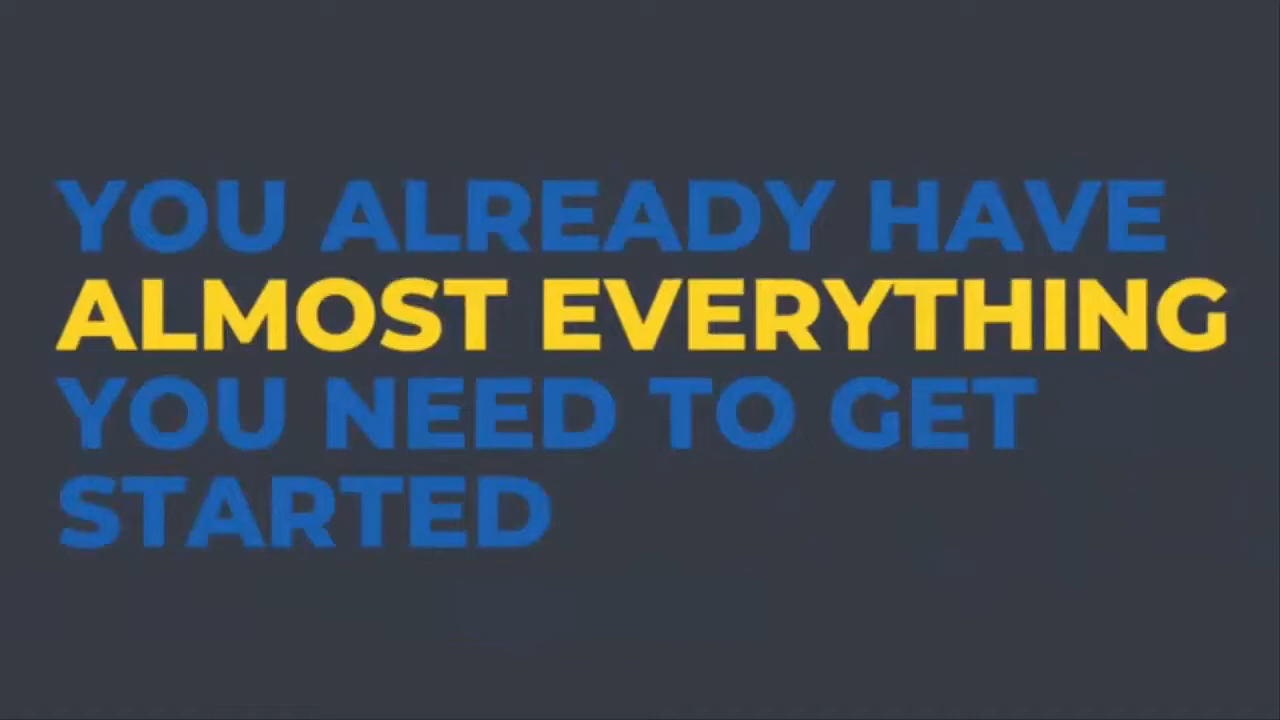 YOU ALREADY HAVE
ALMOST EVERYTHING
YOU NEED TO GET
STARTED